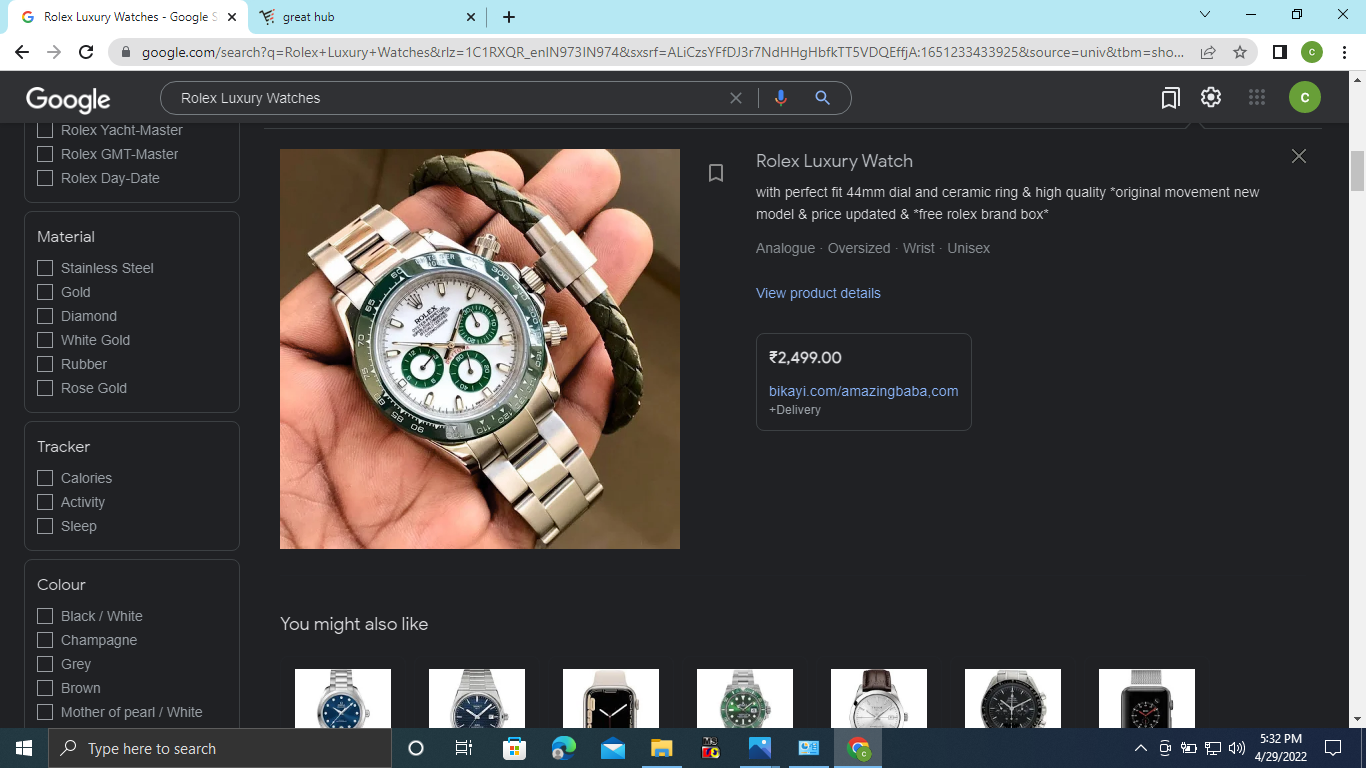 Rolex Luxury Watches - Google S
great hub
google.com/search?q=Rolex+Luxury+Watches&rlz=1C1RXQR_enIN973IN974&sxsrf=ALiCzsYFfDJ3r7NdHHgHbfkTT5VDQEffjA:1651233433925&source=univ&tbm=sho...
C
Google
Rolex Luxury Watches
C
Rolex Yacht-Master
Rolex GMT-Master
Rolex Day-Date
Material
Stainless Steel
Gold
Diamond
White Gold
Rubber
Rose Gold
Tracker
Calories
Activity
Sleep
Colour
Black / White
Champagne
Grey
Brown
Mother of pearl / White
ROLEX
Rolex Luxury Watch
with perfect fit 44mm dial and ceramic ring & high quality *original movement new
model & price updated & *free rolex brand box*
Analogue · Oversized · Wrist · Unisex
View product details
₹2,499.00
bikayi.com/amazingbaba,com
+Delivery
You might also like
Type here to search
5:32 PM
4/29/2022